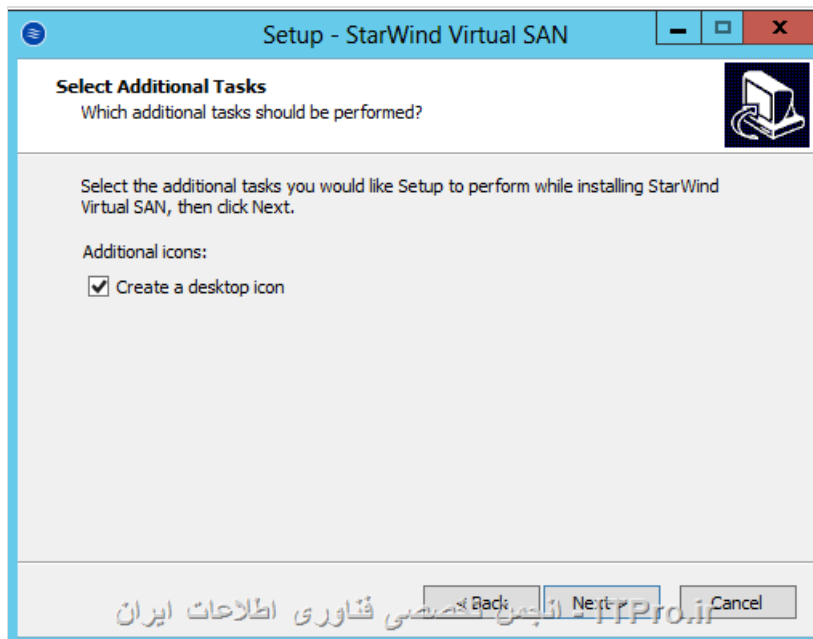 Setup - StarWind Virtual SAN
Select Additional Tasks
Which additional tasks should be performed?
Select the additional tasks you would like Setup to perform while installing StarWind
Virtual SAN, then click Next.
Additional icons:
Create a desktop icon
< Back
Next >
Cancel
ITPro.ir - انجمن تخصصی فناوری اطلاعات ایران